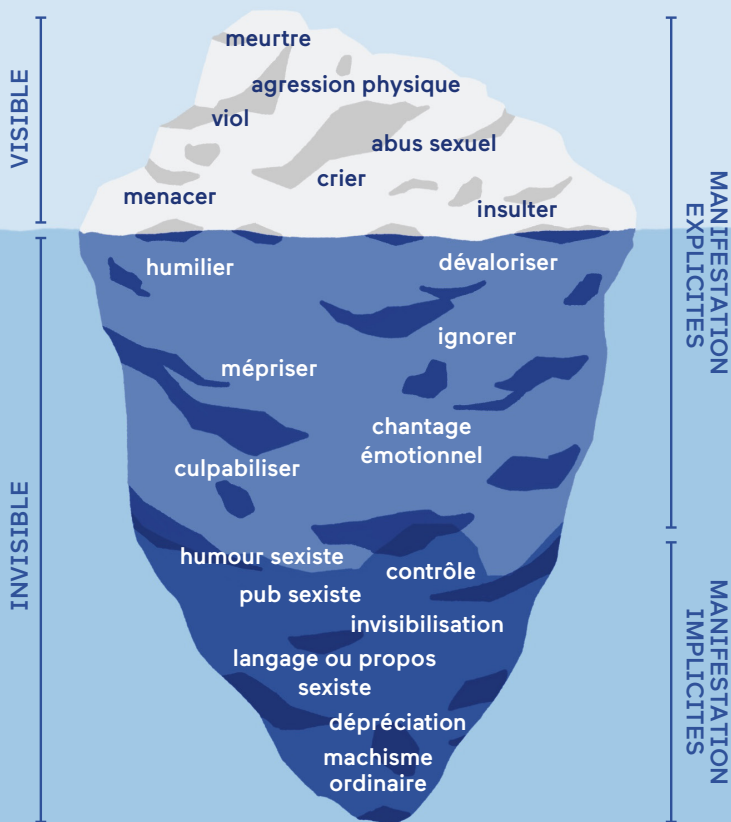 VISIBLE
meurtre
agression physique
viol
abus sexuel
crier
menacer
insulter
INVISIBLE
humilier
dévaloriser
ignorer
mépriser
chantage
émotionnel
culpabiliser
humour sexiste
contrôle
pub sexiste
invisibilisation
langage ou propos
sexiste
dépréciation
machisme
ordinaire
MANIFESTATION
EXPLICITES
MANIFESTATION
IMPLICITES